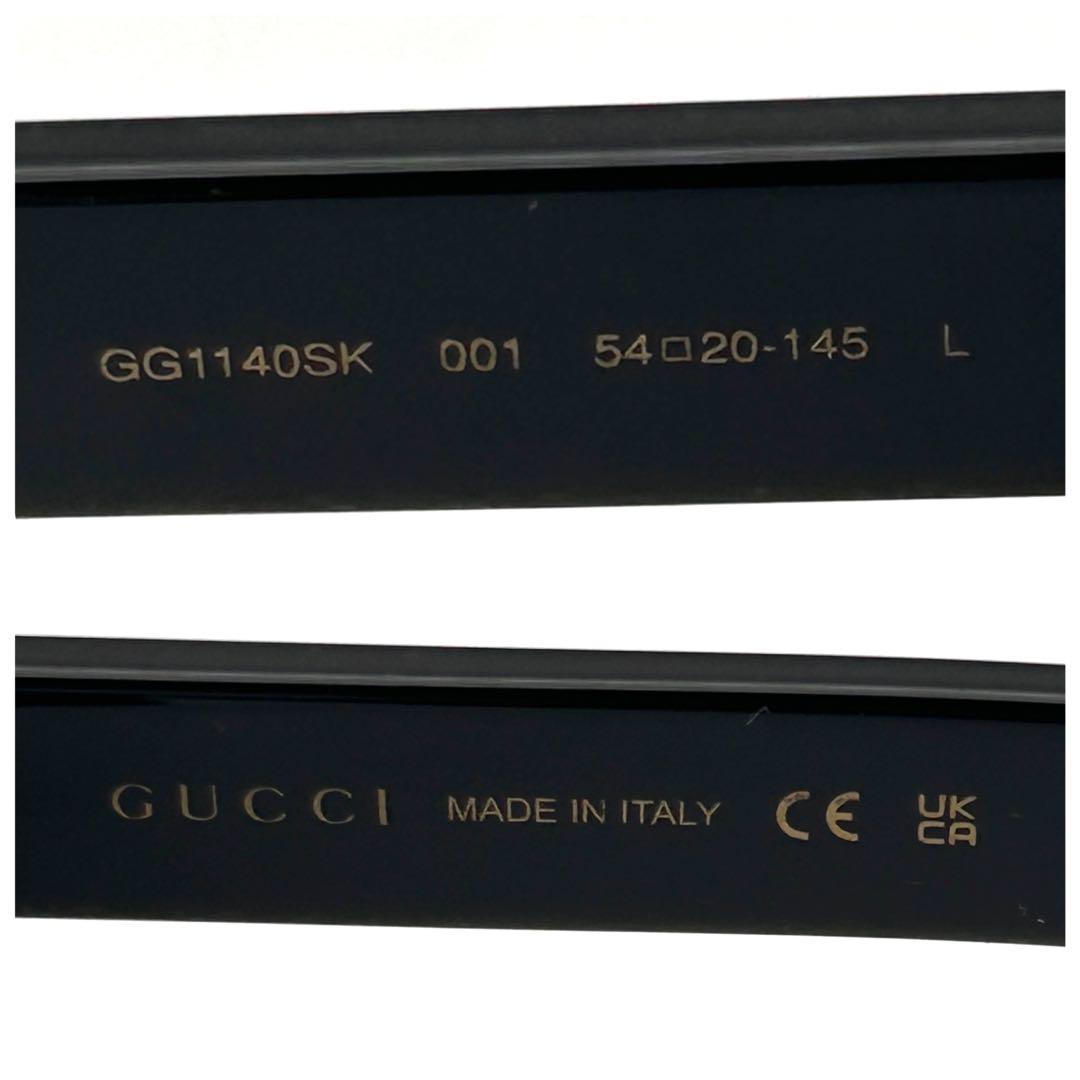 GG1140SK 001 54□20-145 L
GUCCI MADE IN ITALY CE UK
CA